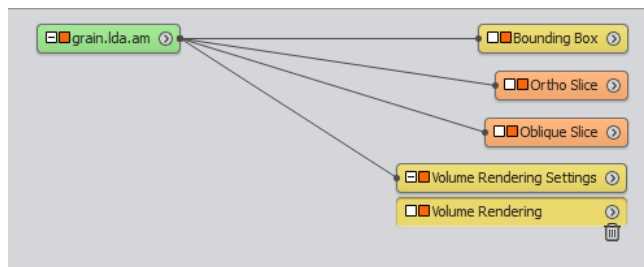 grain.lda.am
Bounding Box
Ortho Slice
Oblique Slice
Volume Rendering Settings
Volume Rendering